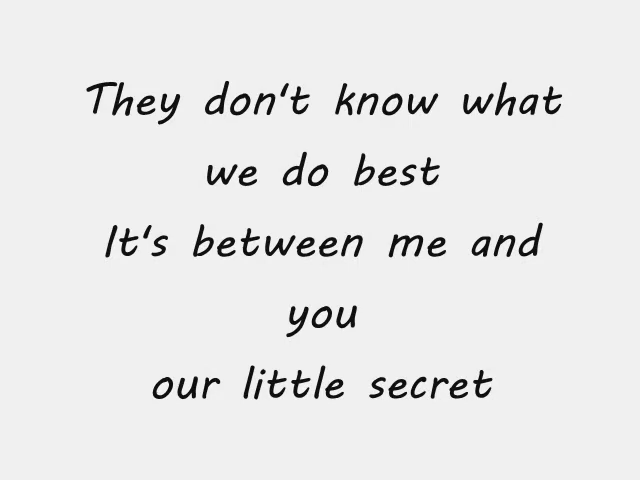 They don't know what
we do best
It's between me and
you
our little secret